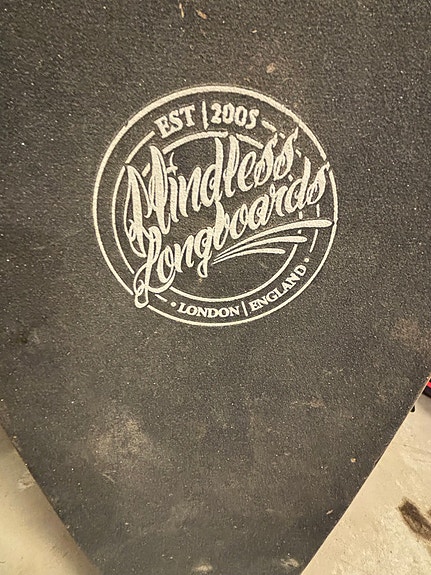 EST | 2005
Mindless
Longboards
• LONDON | ENGLAND •